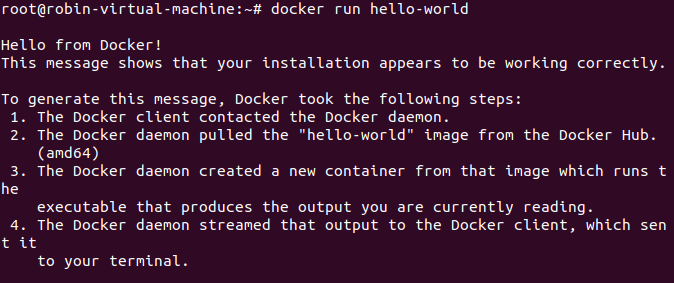 root@robin-virtual-machine:~# docker run hello-world
Hello from Docker!
This message shows that your installation appears to be working correctly.
To generate this message, Docker took the following steps:
 1. The Docker client contacted the Docker daemon.
 2. The Docker daemon pulled the "hello-world" image from the Docker Hub.
    (amd64)
 3. The Docker daemon created a new container from that image which runs t
he
    executable that produces the output you are currently reading.
 4. The Docker daemon streamed that output to the Docker client, which sen
t it
    to your terminal.